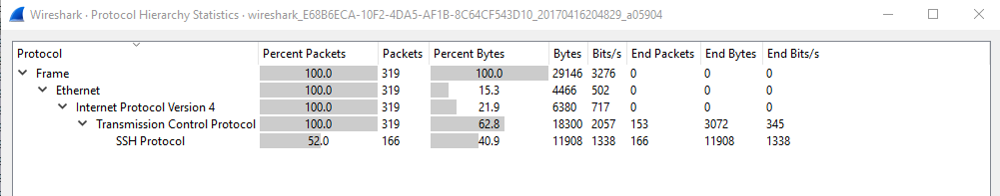 Wireshark · Protocol Hierarchy Statistics · wireshark_E68B6ECA-10F2-4DA5-AF1B-8C64CF543D10_20170416204829_a05904
Protocol Percent Packets Packets Percent Bytes Bytes Bits/s End Packets End Bytes End Bits/s
Frame 100.0 319 100.0 29146 3276 0 0 0
Ethernet 100.0 319 15.3 4466 502 0 0 0
Internet Protocol Version 4 100.0 319 21.9 6380 717 0 0 0
Transmission Control Protocol 100.0 319 62.8 18300 2057 153 3072 345
SSH Protocol 52.0 166 40.9 11908 1338 166 11908 1338